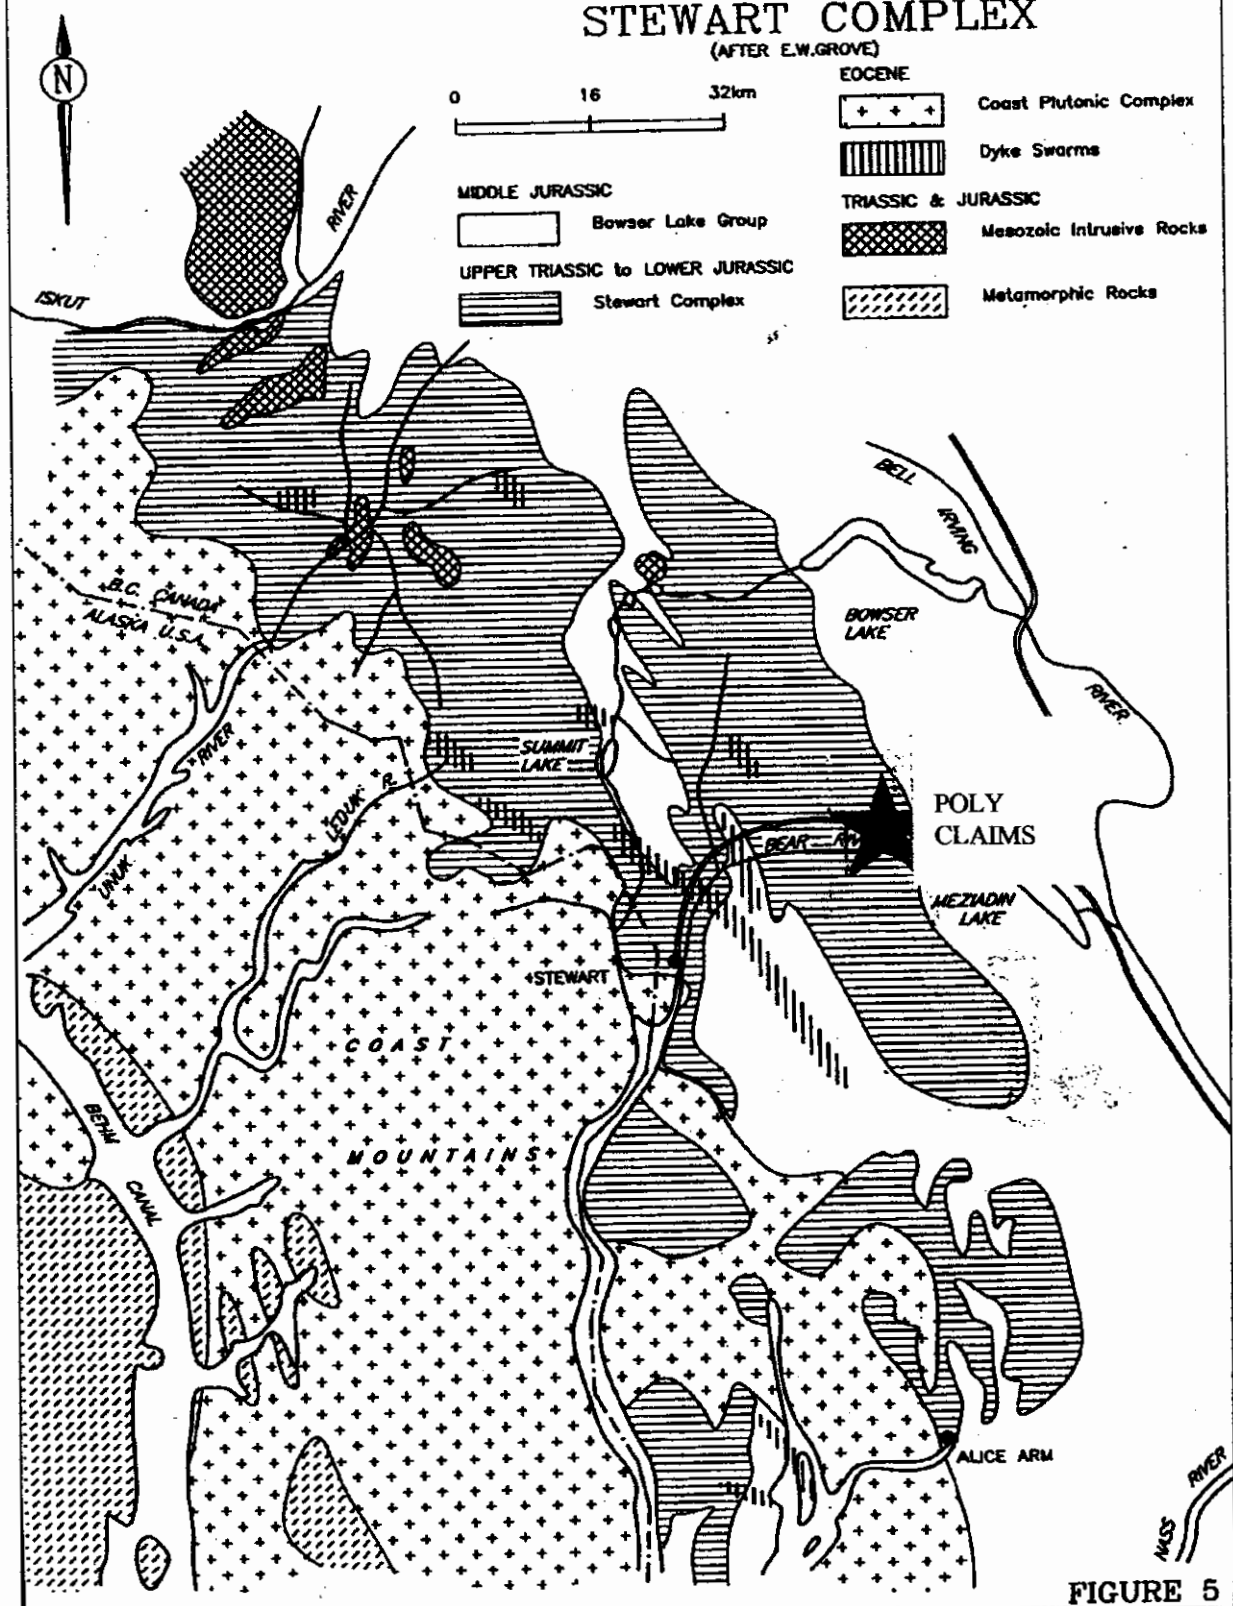 STEWART COMPLEX
(AFTER E.W.GROVE)
N
0 16 32km
EOCENE
Coast Plutonic Complex
Dyke Swarms
MIDDLE JURASSIC
Bowser Lake Group
TRIASSIC & JURASSIC
Mesozoic Intrusive Rocks
UPPER TRIASSIC to LOWER JURASSIC
Stewart Complex
Metamorphic Rocks
RIVER
ISKUT
BELL
IRVING
RIVER
B.C. CANADA
ALASKA U.S.A.
BOWSER
LAKE
UNUK
RIVER
LEDUK R.
SUMMIT
LAKE
POLY
CLAIMS
BEAR RIV
MEZIADIN
LAKE
STEWART
COAST
MOUNTAINS
BEHM
CANAL
ALICE ARM
NASS
RIVER
FIGURE 5